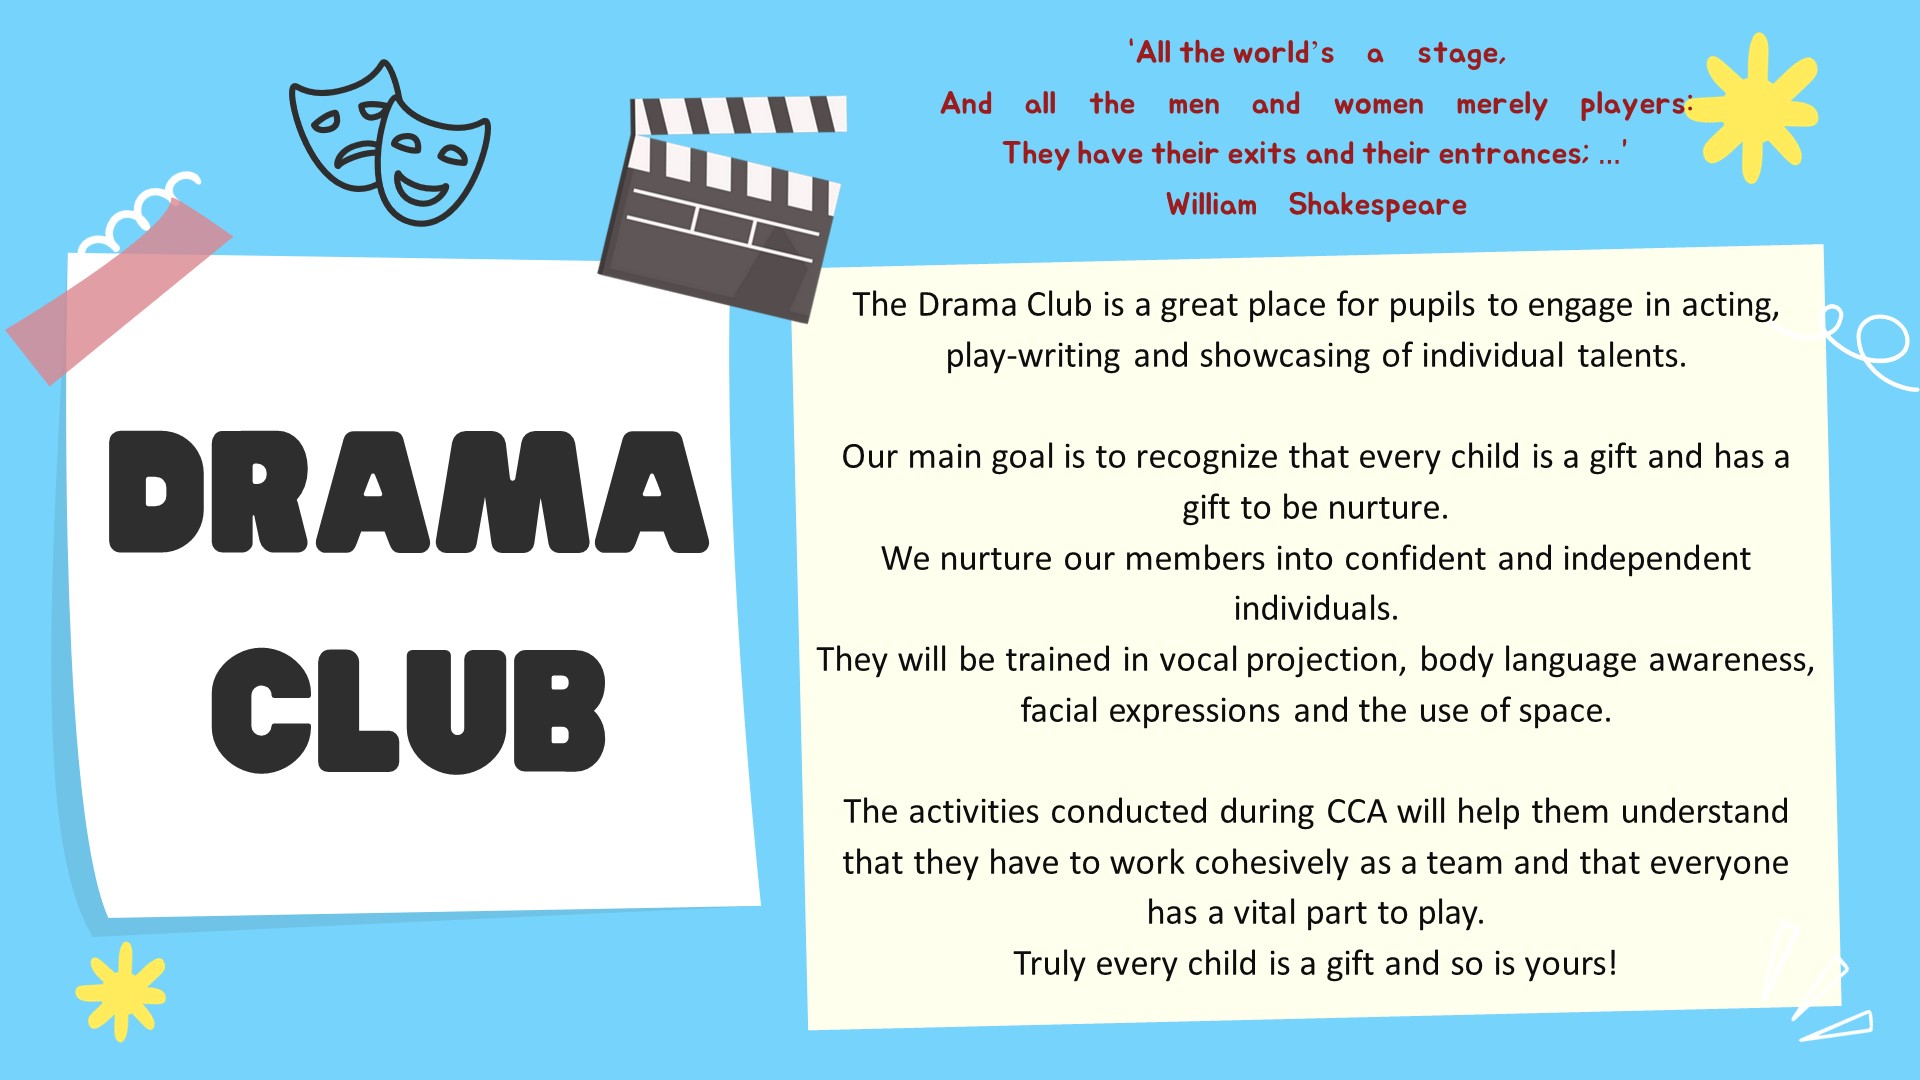 ‘All the world’s a stage,
And all the men and women merely players;
They have their exits and their entrances; ...’
William Shakespeare
DRAMA
CLUB
The Drama Club is a great place for pupils to engage in acting,
play-writing and showcasing of individual talents.
Our main goal is to recognize that every child is a gift and has a
gift to be nurture.
We nurture our members into confident and independent
individuals.
They will be trained in vocal projection, body language awareness,
facial expressions and the use of space.
The activities conducted during CCA will help them understand
that they have to work cohesively as a team and that everyone
has a vital part to play.
Truly every child is a gift and so is yours!